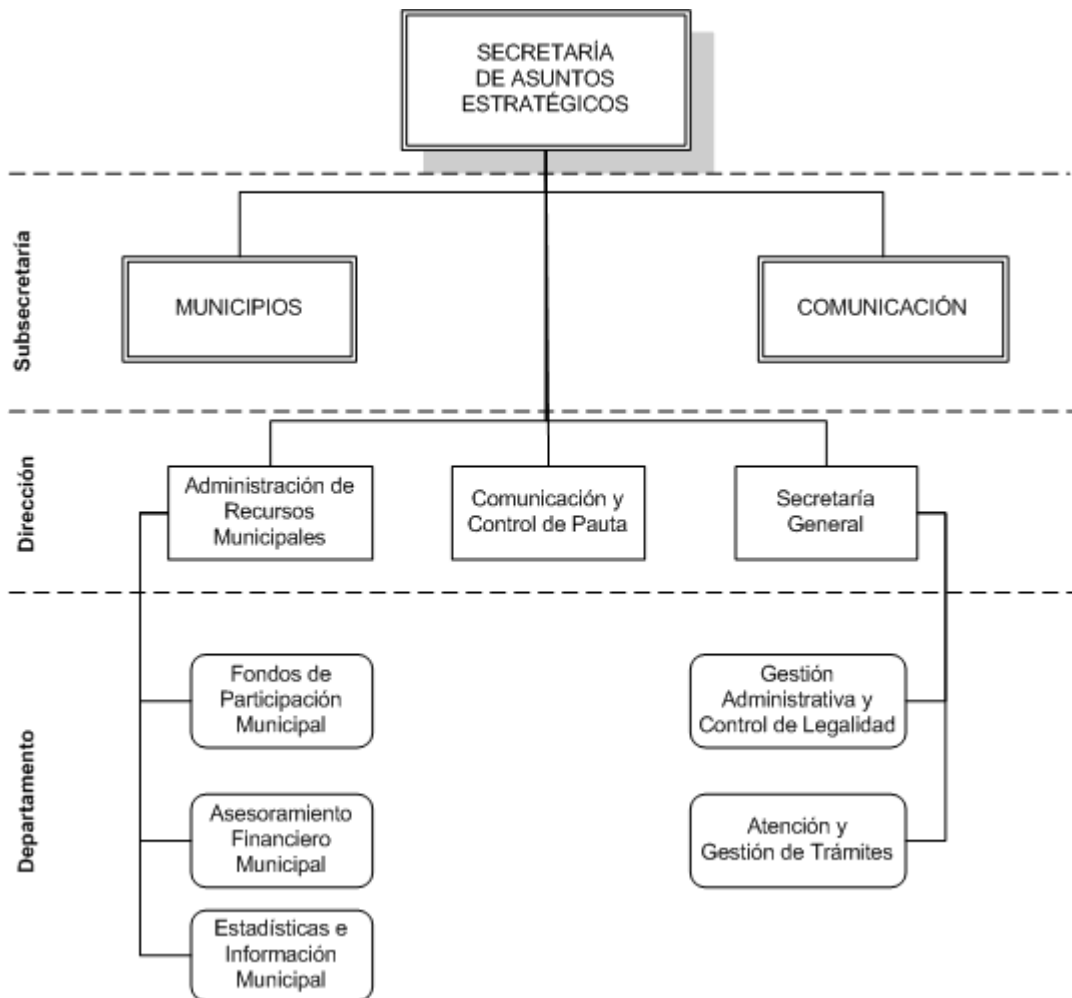 SECRETARÍA
DE ASUNTOS
ESTRATÉGICOS
Subsecretaría
MUNICIPIOS
COMUNICACIÓN
Dirección
Administración de
Recursos
Municipales
Comunicación y
Control de Pauta
Secretaría
General
Departamento
Fondos de
Participación
Municipal
Gestión
Administrativa y
Control de Legalidad
Asesoramiento
Financiero
Municipal
Atención y
Gestión de Trámites
Estadísticas e
Información
Municipal